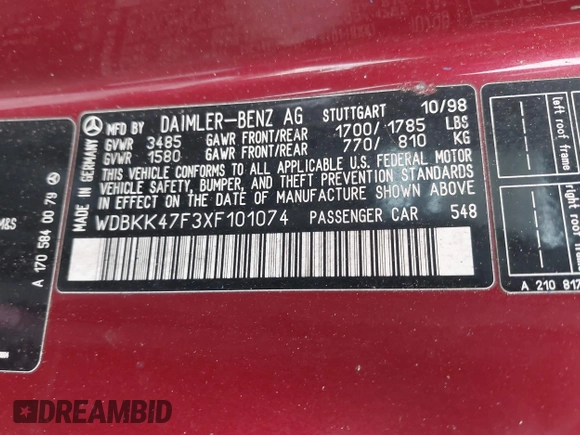 MFD BY DAIMLER-BENZ AG STUTTGART 10/98
GVWR 3485 GAWR FRONT/REAR 1700/1785 LBS
GVWR 1580 GAWR FRONT/REAR 770/ 810 KG
THIS VEHICLE CONFORMS TO ALL APPLICABLE U.S. FEDERAL MOTOR
VEHICLE SAFETY, BUMPER, AND THEFT PREVENTION STANDARDS
IN EFFECT ON THE DATE OF MANUFACTURE SHOWN ABOVE
WDBKK47F3XF101074 PASSENGER CAR 548
MADE IN GERMANY
A 170 584 00 78
M&S
left roof frame
right roof frame
A 210 817
DREAMBID